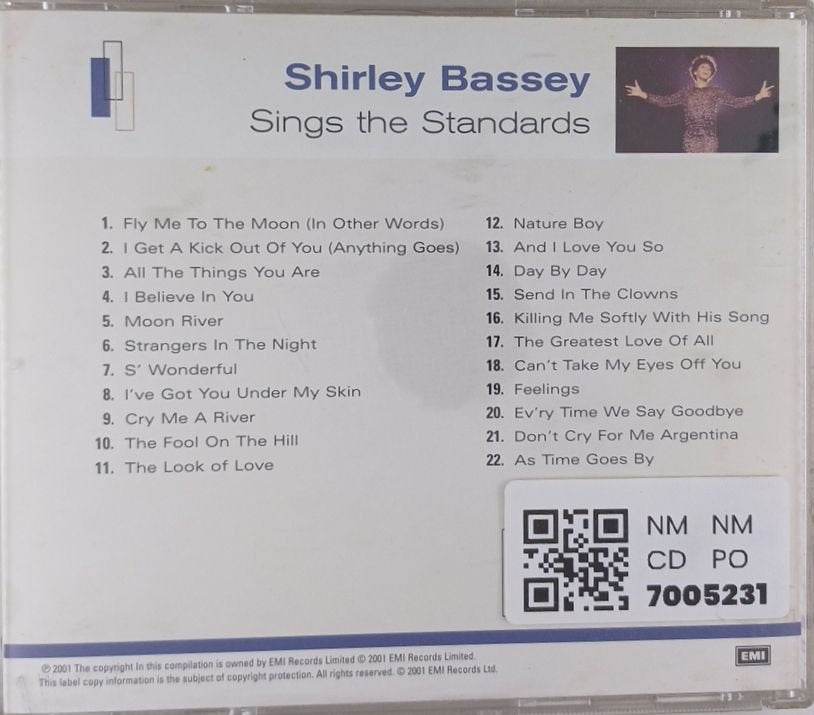 Shirley Bassey
Sings the Standards
1. Fly Me To The Moon (In Other Words)
2. I Get A Kick Out Of You (Anything Goes)
3. All The Things You Are
4. I Believe In You
5. Moon River
6. Strangers In The Night
7. S' Wonderful
8. I've Got You Under My Skin
9. Cry Me A River
10. The Fool On The Hill
11. The Look of Love
12. Nature Boy
13. And I Love You So
14. Day By Day
15. Send In The Clowns
16. Killing Me Softly With His Song
17. The Greatest Love Of All
18. Can't Take My Eyes Off You
19. Feelings
20. Ev'ry Time We Say Goodbye
21. Don't Cry For Me Argentina
22. As Time Goes By
NM NM
CD PO
7005231
℗ 2001 The copyright In this compilation is owned by EMI Records Limited © 2001 EMI Records Limited.
This label copy information is the subject of copyright protection. All rights reserved. © 2001 EMI Records Ltd.
EMI